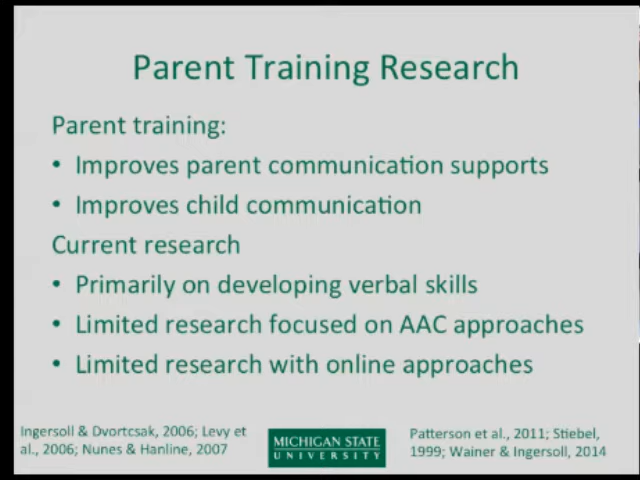 Parent Training Research
Parent training:
• Improves parent communication supports
• Improves child communication
Current research
• Primarily on developing verbal skills
• Limited research focused on AAC approaches
• Limited research with online approaches
Ingersoll & Dvortcsak, 2006; Levy et
al., 2006; Nunes & Hanline, 2007
MICHIGAN STATE
UNIVERSITY
Patterson et al., 2011; Stiebel,
1999; Wainer & Ingersoll, 2014